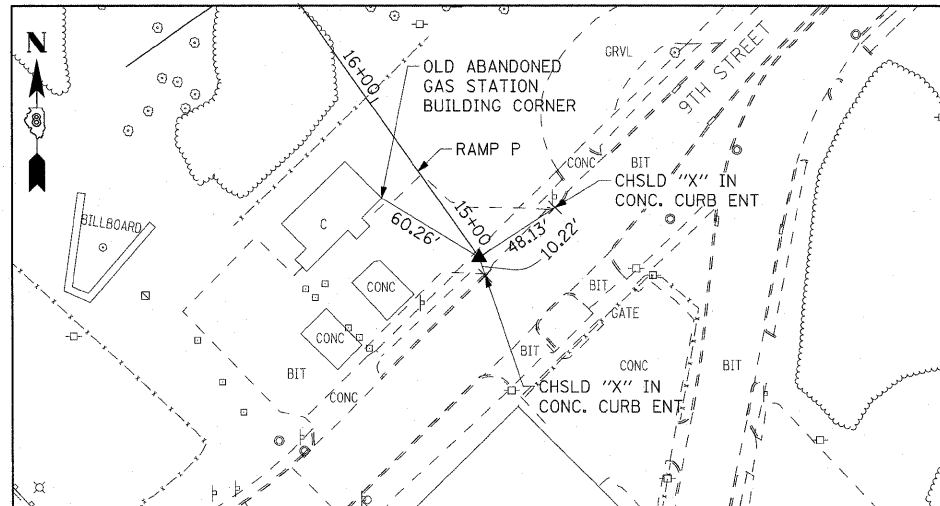 N
8
16+00
OLD ABANDONED
GAS STATION
BUILDING CORNER
GRVL
9TH STREET
RAMP P
CONC
BIT
CHSLD "X" IN
CONC. CURB ENT
BILLBOARD
C
60.26'
15+00
48.13'
10.22'
CONC
BIT
GATE
CONC
BIT
CONC
BIT
BIT
CONC
CHSLD "X" IN
CONC. CURB ENT